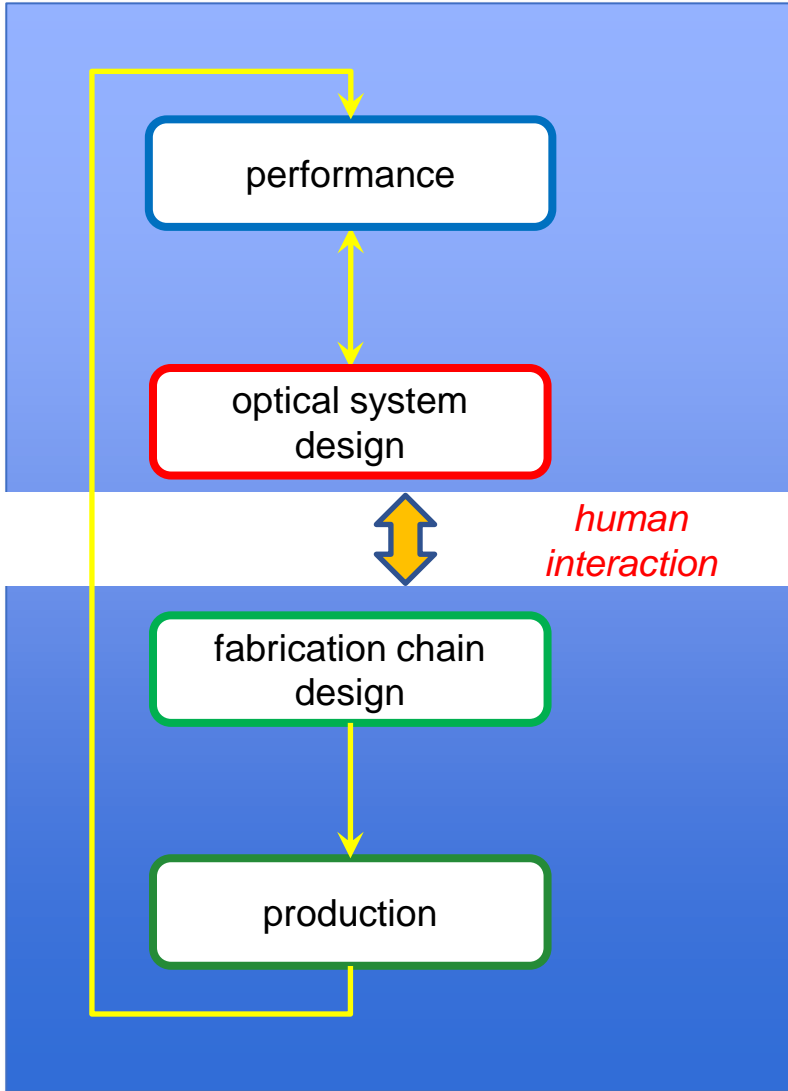 performance
optical system
design
human
interaction
fabrication chain
design
production